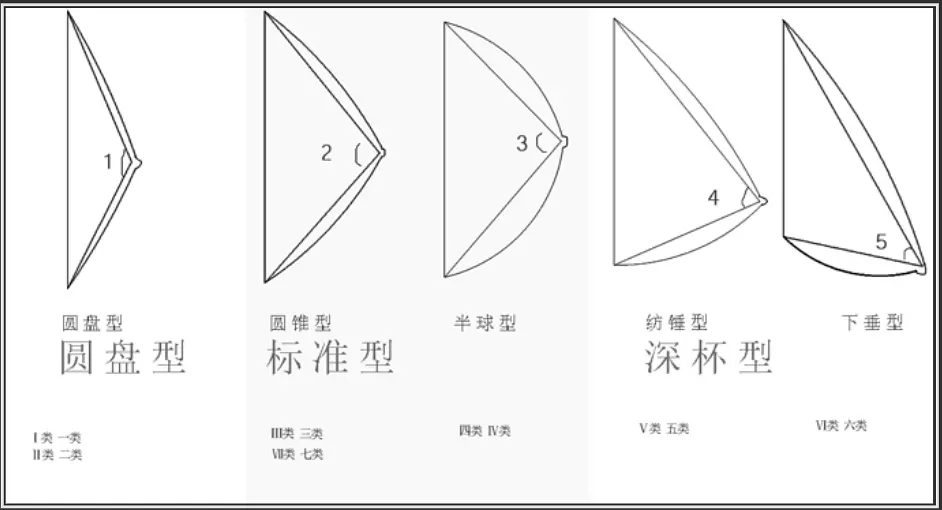 1
2
3
4
5
圆盘型
圆锥型
半球型
纺锤型
下垂型
圆盘型
标准型
深杯型
I类 一类
II类 二类
III类 三类
VII类 七类
四类 IV类
V类 五类
VI类 六类